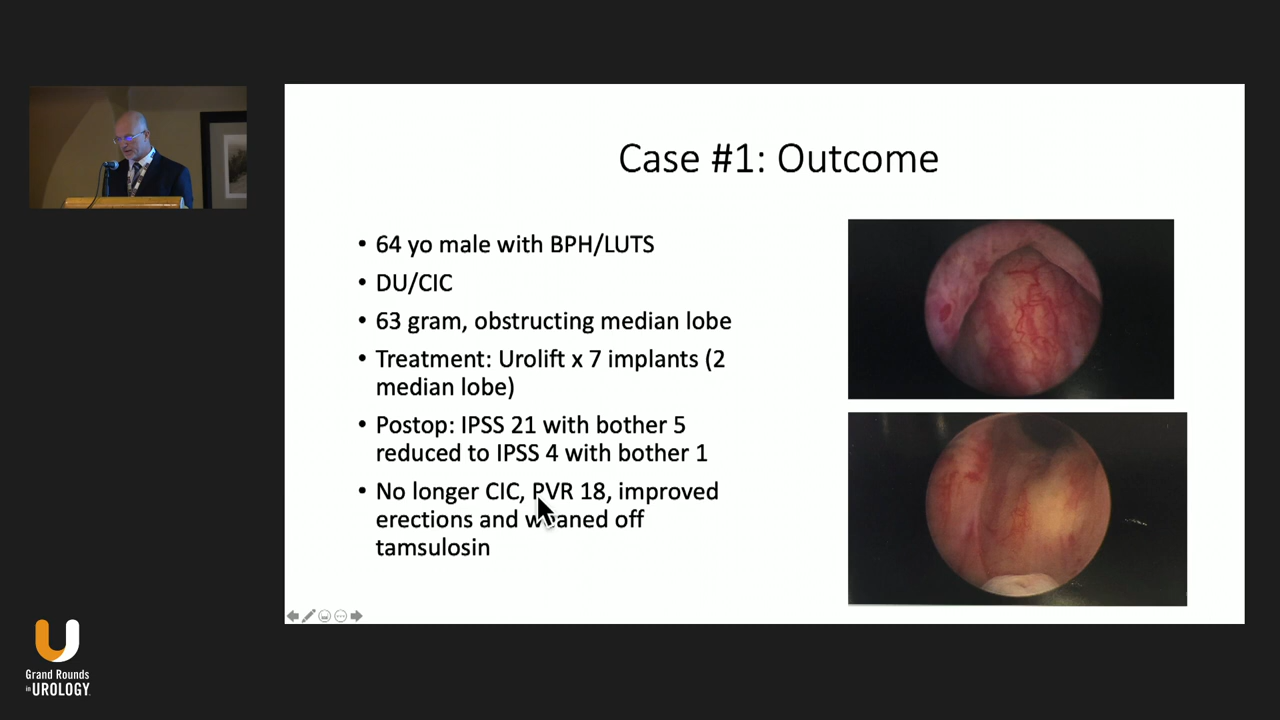 Case #1: Outcome
• 64 yo male with BPH/LUTS
• DU/CIC
• 63 gram, obstructing median lobe
• Treatment: Urolift x 7 implants (2
median lobe)
• Postop: IPSS 21 with bother 5
reduced to IPSS 4 with bother 1
• No longer CIC, PVR 18, improved
erections and weaned off
tamsulosin
Grand Rounds
in UROLOGY